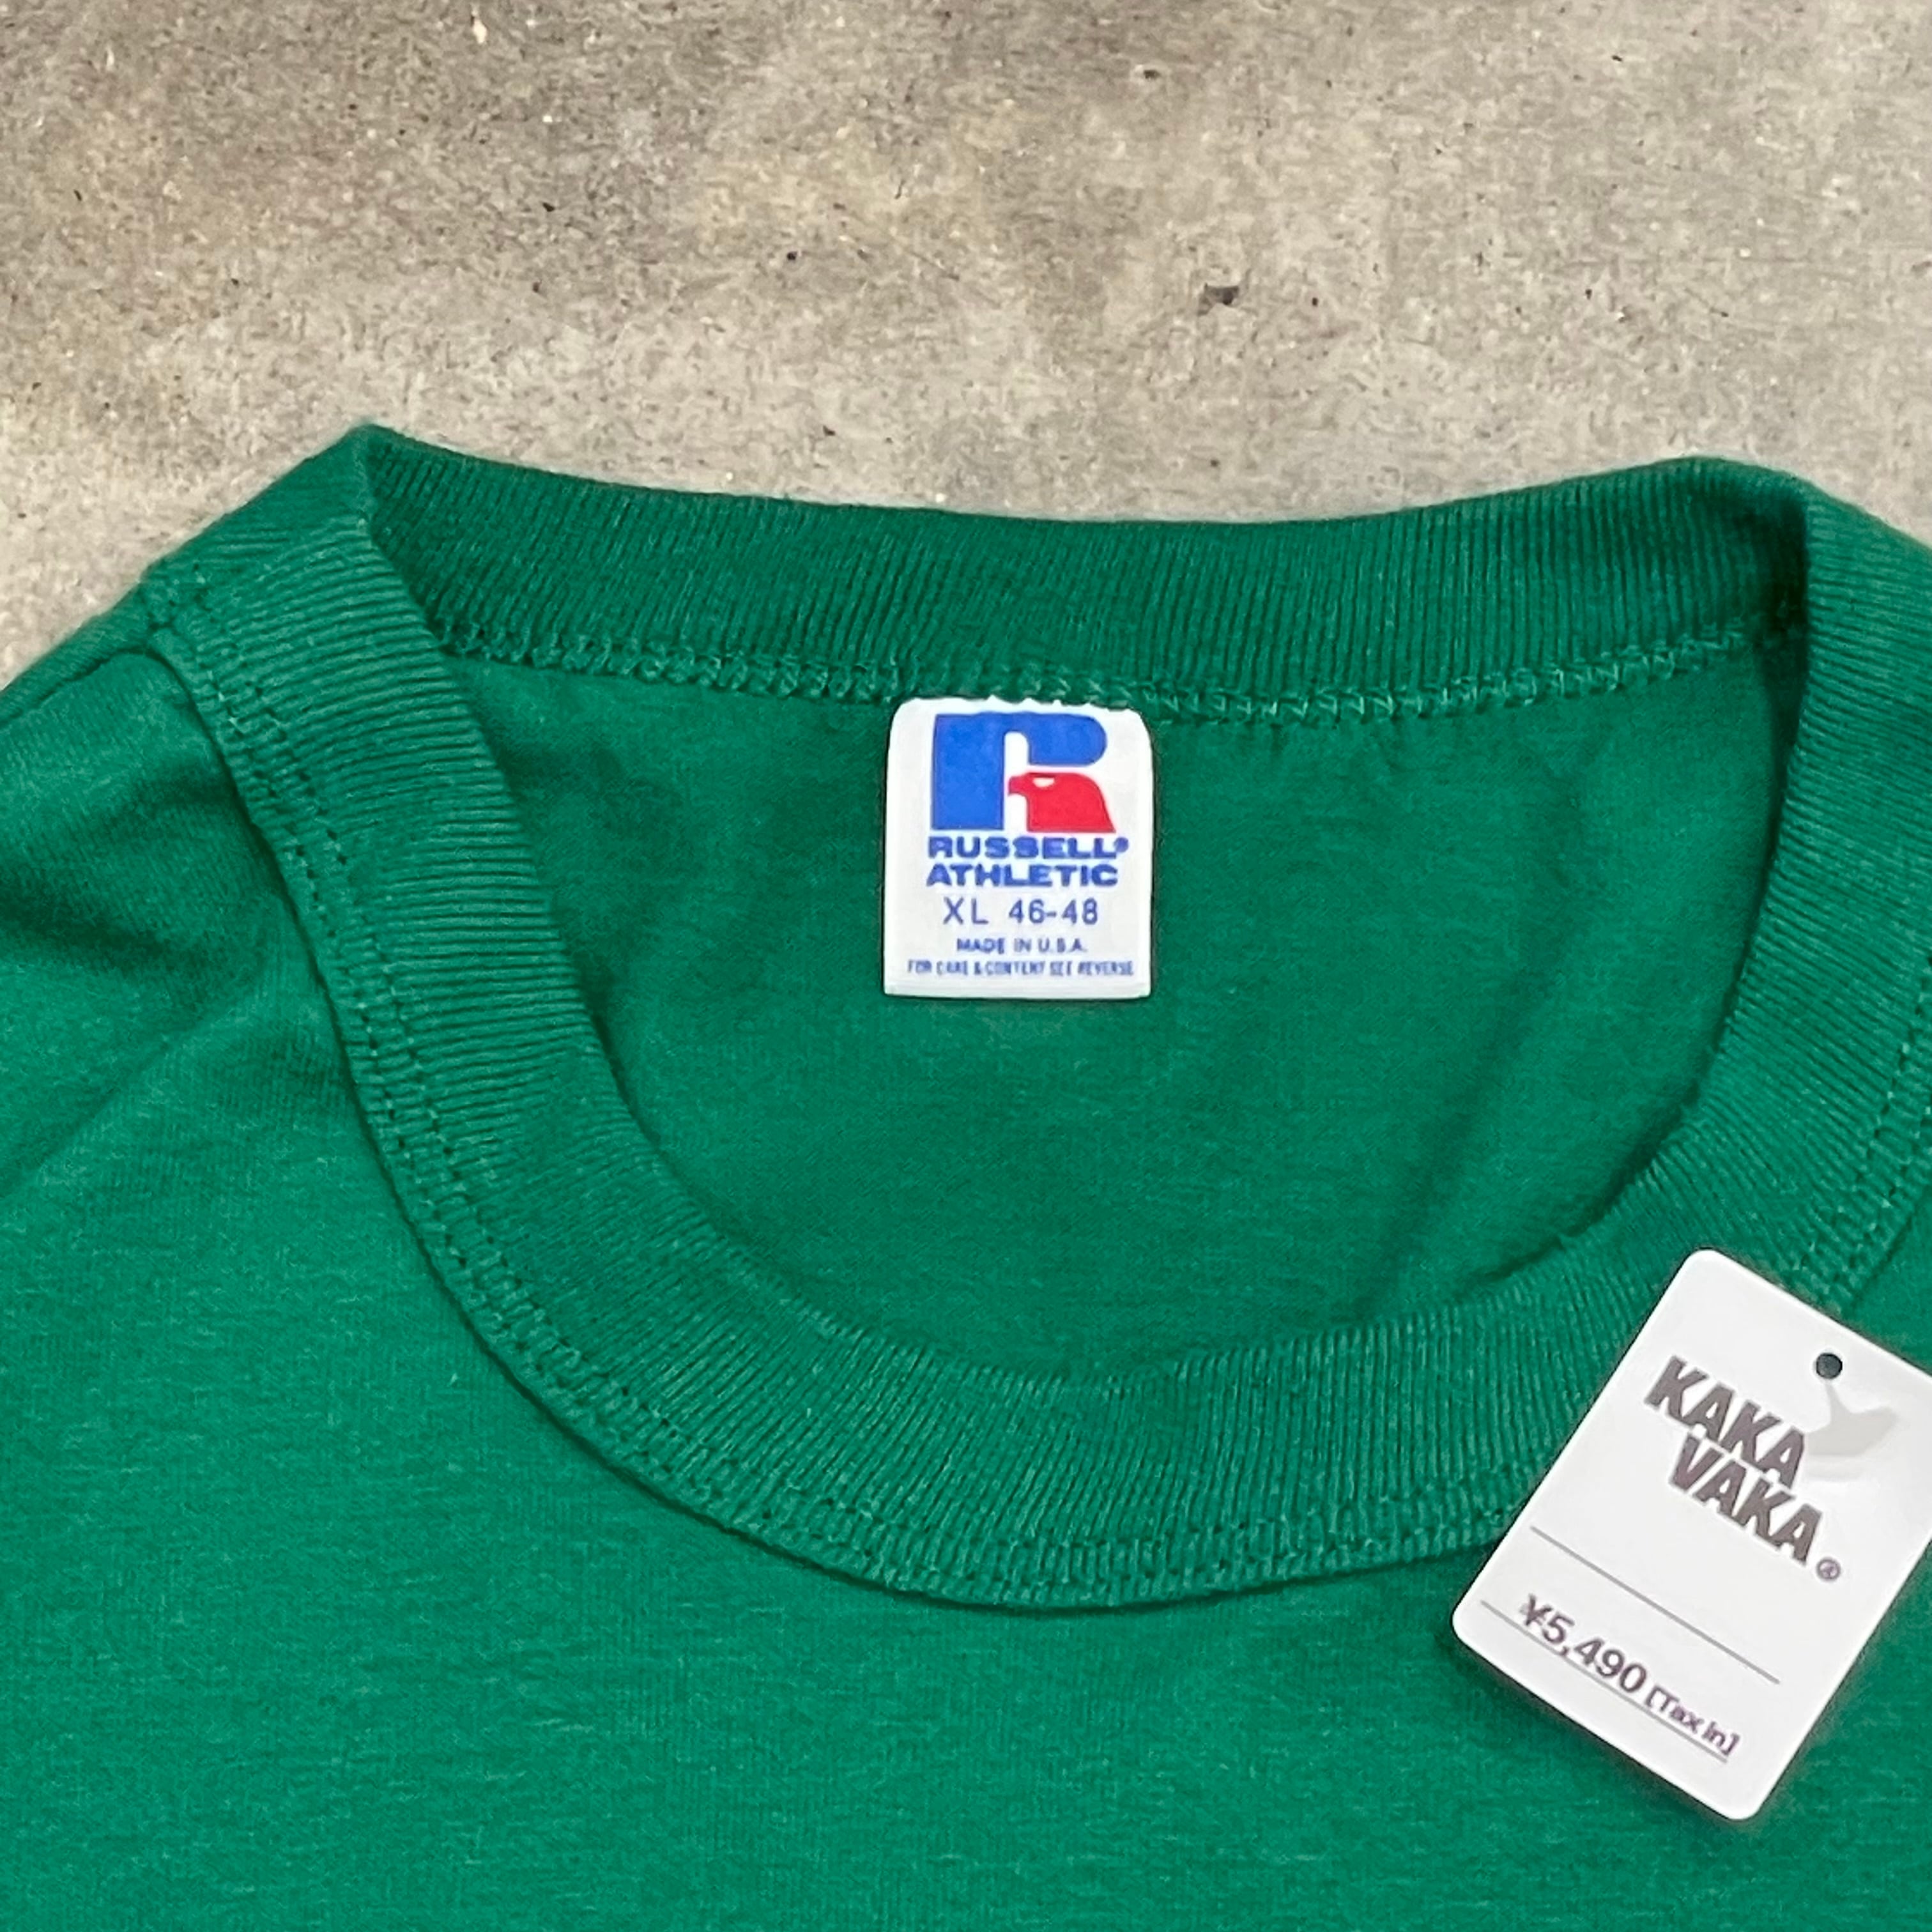 RUSSELL®
ATHLETIC
XL 46-48
MADE IN U.S.A.
FOR CARE & CONTENT SEE REVERSE
KAKA
VAKA®
¥5,490 [Tax in]